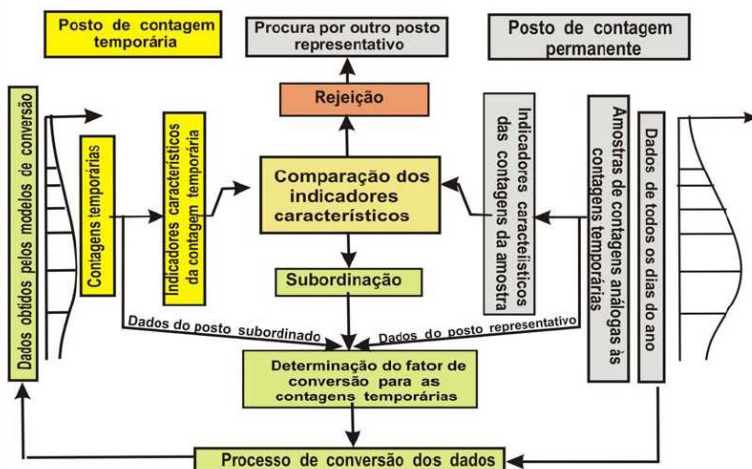 Posto de contagem
temporária
Procura por outro posto
representativo
Posto de contagem
permanente
Rejeição
Dados obtidos pelos modelos de conversão
Contagens temporárias
Indicadores característicos
da contagem temporária
Comparação dos
indicadores
característicos
Indicadores caracteíisticos
das contagens da amostra
Amostras de contagens análogas às
contagens temporárias
Dados de todos os dias do ano
Subordinação
Dados do posto subordinado
Dados do posto representativo
Determinação do fator de
conversão para as
contagens temporárias
Processo de conversão dos dados